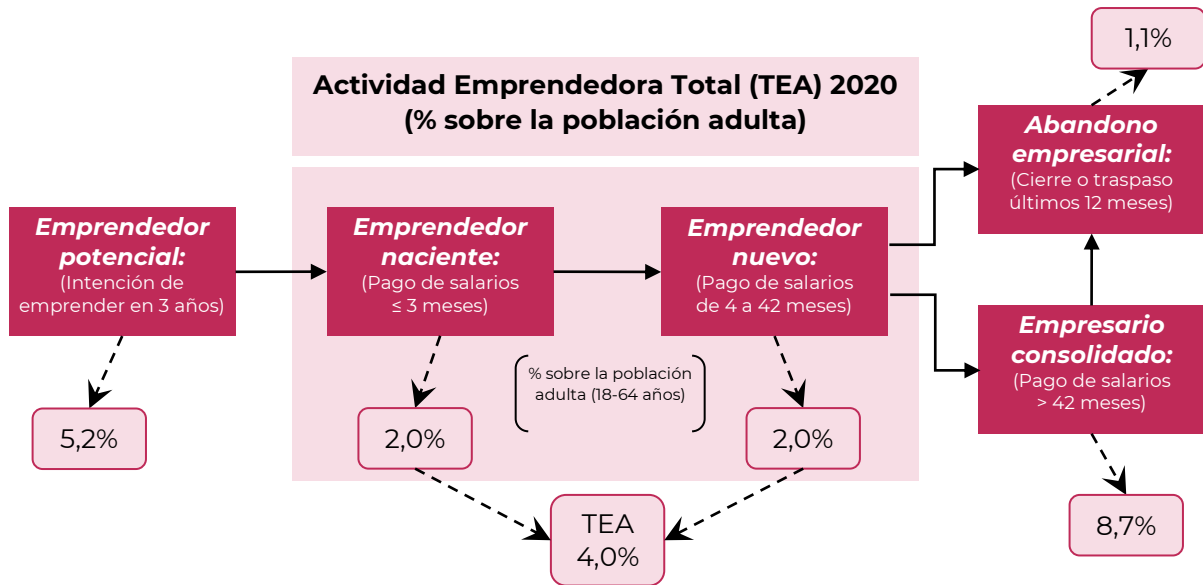 Actividad Emprendedora Total (TEA) 2020
(% sobre la población adulta)
Emprendedor
potencial:
(Intención de
emprender en 3 años)
5,2%
Emprendedor
naciente:
(Pago de salarios
≤ 3 meses)
2,0%
Emprendedor
nuevo:
(Pago de salarios
de 4 a 42 meses)
2,0%
% sobre la población
adulta (18-64 años)
TEA
4,0%
1,1%
Abandono
empresarial:
(Cierre o traspaso
últimos 12 meses)
Empresario
consolidado:
(Pago de salarios
> 42 meses)
8,7%